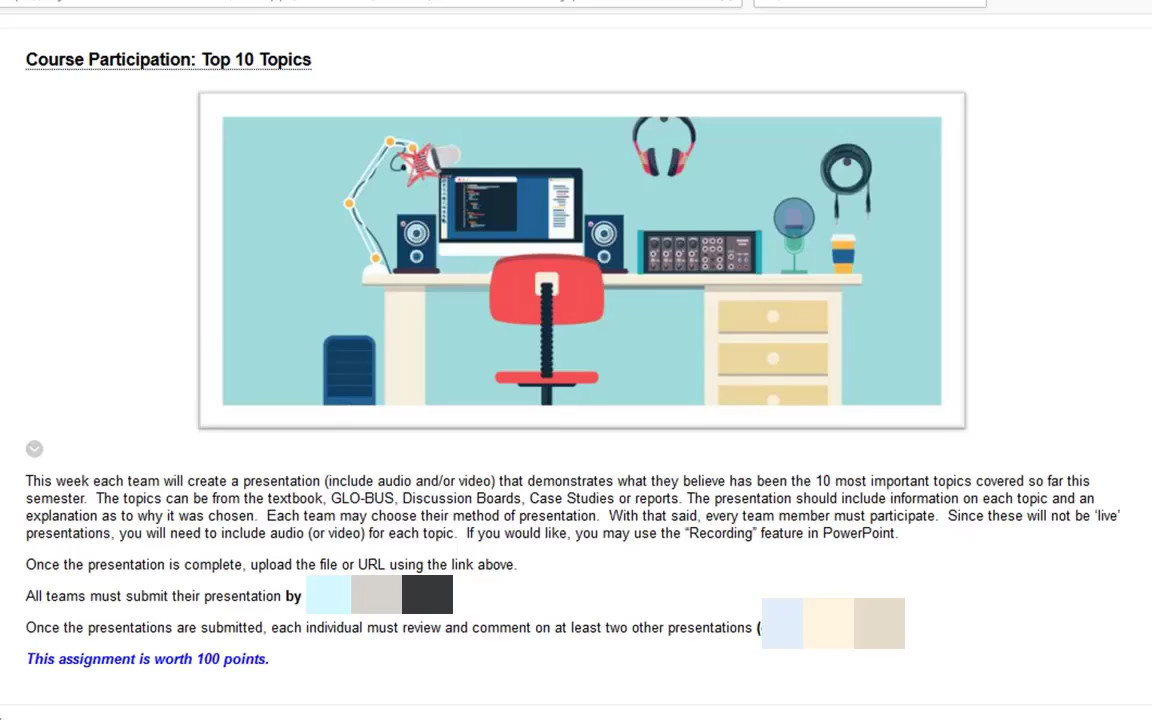 Course Participation: Top 10 Topics
This week each team will create a presentation (include audio and/or video) that demonstrates what they believe has been the 10 most important topics covered so far this
semester.  The topics can be from the textbook, GLO-BUS, Discussion Boards, Case Studies or reports. The presentation should include information on each topic and an
explanation as to why it was chosen.  Each team may choose their method of presentation.  With that said, every team member must participate.  Since these will not be ‘live’
presentations, you will need to include audio (or video) for each topic.  If you would like, you may use the “Recording” feature in PowerPoint.
Once the presentation is complete, upload the file or URL using the link above.
All teams must submit their presentation by
Once the presentations are submitted, each individual must review and comment on at least two other presentations (
This assignment is worth 100 points.